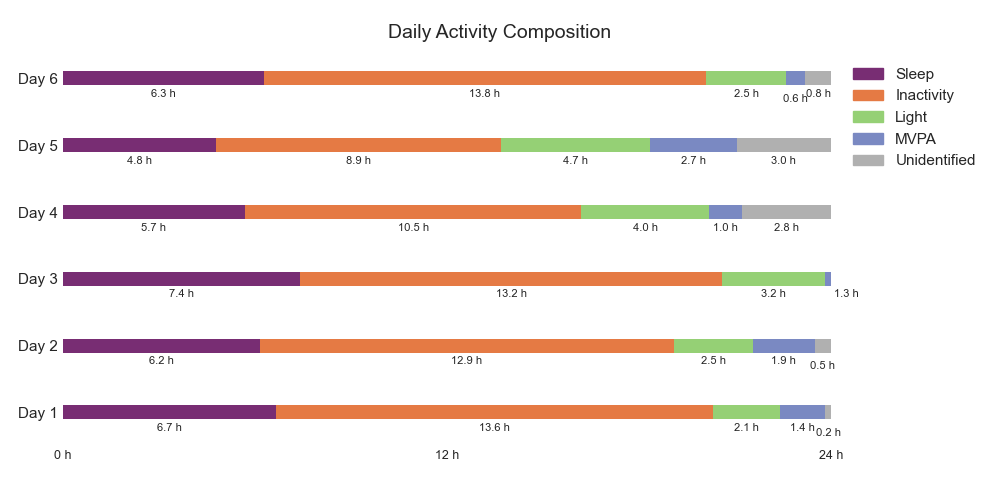 Daily Activity Composition
Day 6
6.3 h 13.8 h 2.5 h 0.6 h 0.8 h
Day 5
4.8 h 8.9 h 4.7 h 2.7 h 3.0 h
Day 4
5.7 h 10.5 h 4.0 h 1.0 h 2.8 h
Day 3
7.4 h 13.2 h 3.2 h 1.3 h
Day 2
6.2 h 12.9 h 2.5 h 1.9 h 0.5 h
Day 1
6.7 h 13.6 h 2.1 h 1.4 h 0.2 h
0 h 12 h 24 h
Sleep
Inactivity
Light
MVPA
Unidentified